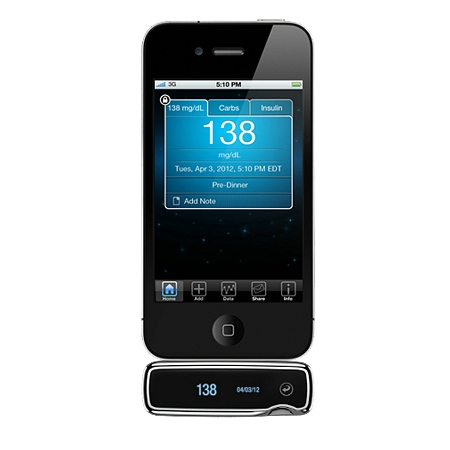 3G 5:10 PM
138 mg/dL Carbs Insulin
138
mg/dL
Tues, Apr 3, 2012, 5:10 PM EDT
Pre-Dinner
Add Note
Home Add Data Share Info
138 04/03/12